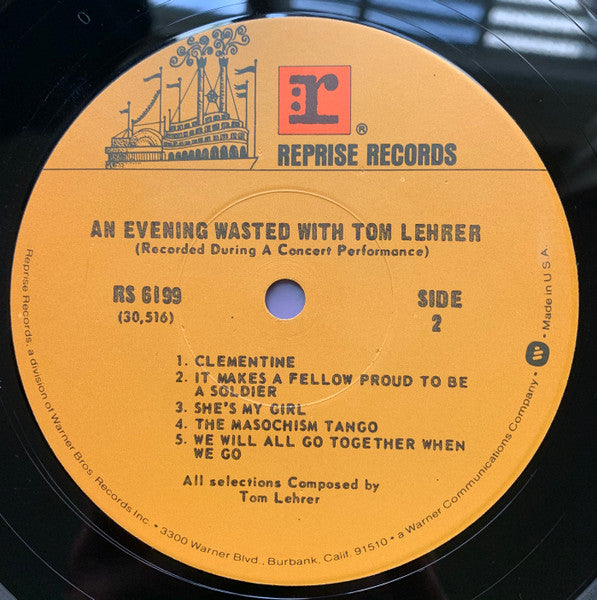 :r
®
REPRISE RECORDS
AN EVENING WASTED WITH TOM LEHRER
(Recorded During A Concert Performance)
RS 6199
(30,516)
SIDE
2
1. CLEMENTINE
2. IT MAKES A FELLOW PROUD TO BE
A SOLDIER
3. SHE'S MY GIRL
4. THE MASOCHISM TANGO
5. WE WILL ALL GO TOGETHER WHEN
WE GO
All selections Composed by
Tom Lehrer
Reprise Records, a division of Warner Bros. Records Inc. • 3300 Warner Blvd., Burbank, Calif. 91510 • a Warner Communications Company • W • Made in U.S.A.